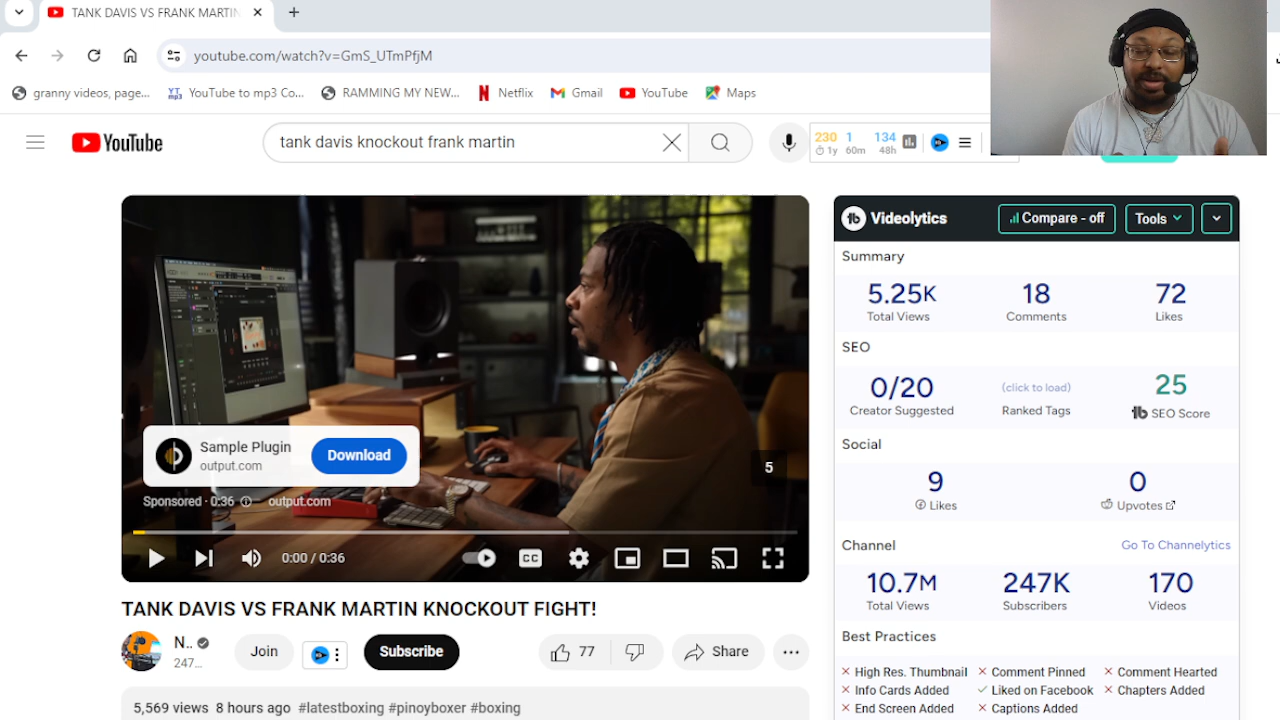 TANK DAVIS VS FRANK MARTIN
youtube.com/watch?v=GmS_UTmPfjM
granny videos, page...
YT mp3
YouTube to mp3 Co...
RAMMING MY NEW...
Netflix
Gmail
YouTube
Maps
YouTube
tank davis knockout frank martin
230 1 134
1y 60m 48h
Sample Plugin
output.com
Download
5
Sponsored · 0:36
output.com
0:00 / 0:36
CC
TANK DAVIS VS FRANK MARTIN KNOCKOUT FIGHT!
N..
247...
Join
Subscribe
77
Share
5,569 views 8 hours ago #latestboxing #pinoyboxer #boxing
Videolytics
Compare - off
Tools
Summary
5.25K 18 72
Total Views Comments Likes
SEO
0/20 (click to load) 25
Creator Suggested Ranked Tags SEO Score
Social
9 0
Likes Upvotes
Channel Go To Channelytics
10.7M 247K 170
Total Views Subscribers Videos
Best Practices
High Res. Thumbnail Comment Pinned Comment Hearted
Info Cards Added Liked on Facebook Chapters Added
End Screen Added Captions Added